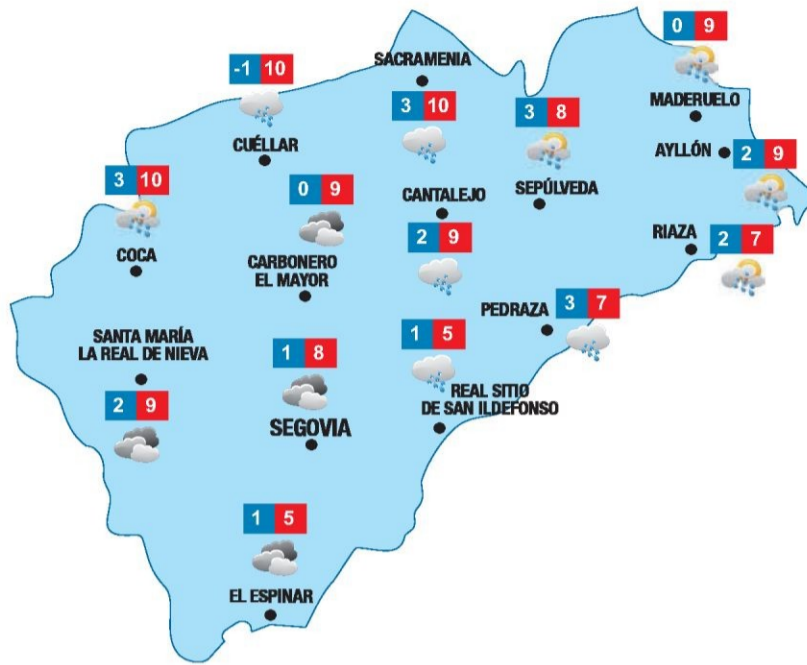 0 9
SACRAMENIA
-1 10
MADERUELO
3 10
3 8
CUÉLLAR
AYLLÓN
2 9
3 10
0 9
CANTALEJO
SEPÚLVEDA
COCA
CARBONERO
EL MAYOR
2 9
RIAZA
2 7
PEDRAZA
3 7
SANTA MARÍA
LA REAL DE NIEVA
1 8
1 5
2 9
REAL SITIO
DE SAN ILDEFONSO
SEGOVIA
1 5
EL ESPINAR